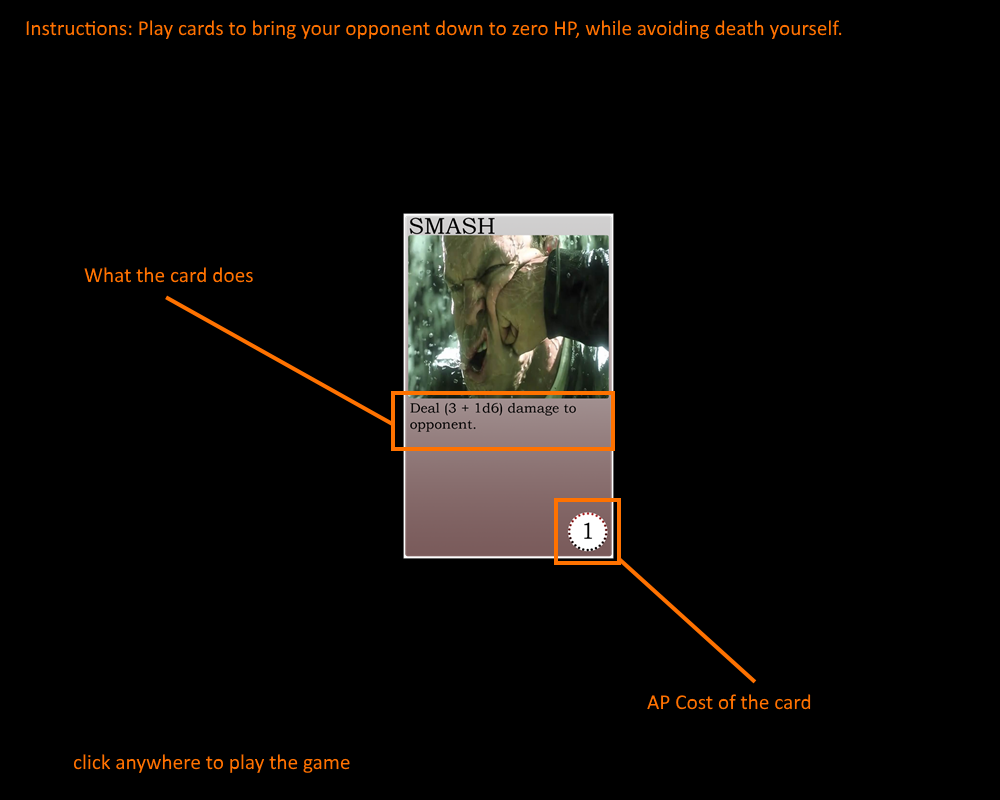 Instructions: Play cards to bring your opponent down to zero HP, while avoiding death yourself.
SMASH
What the card does
Deal (3 + 1d6) damage to
opponent.
1
AP Cost of the card
click anywhere to play the game